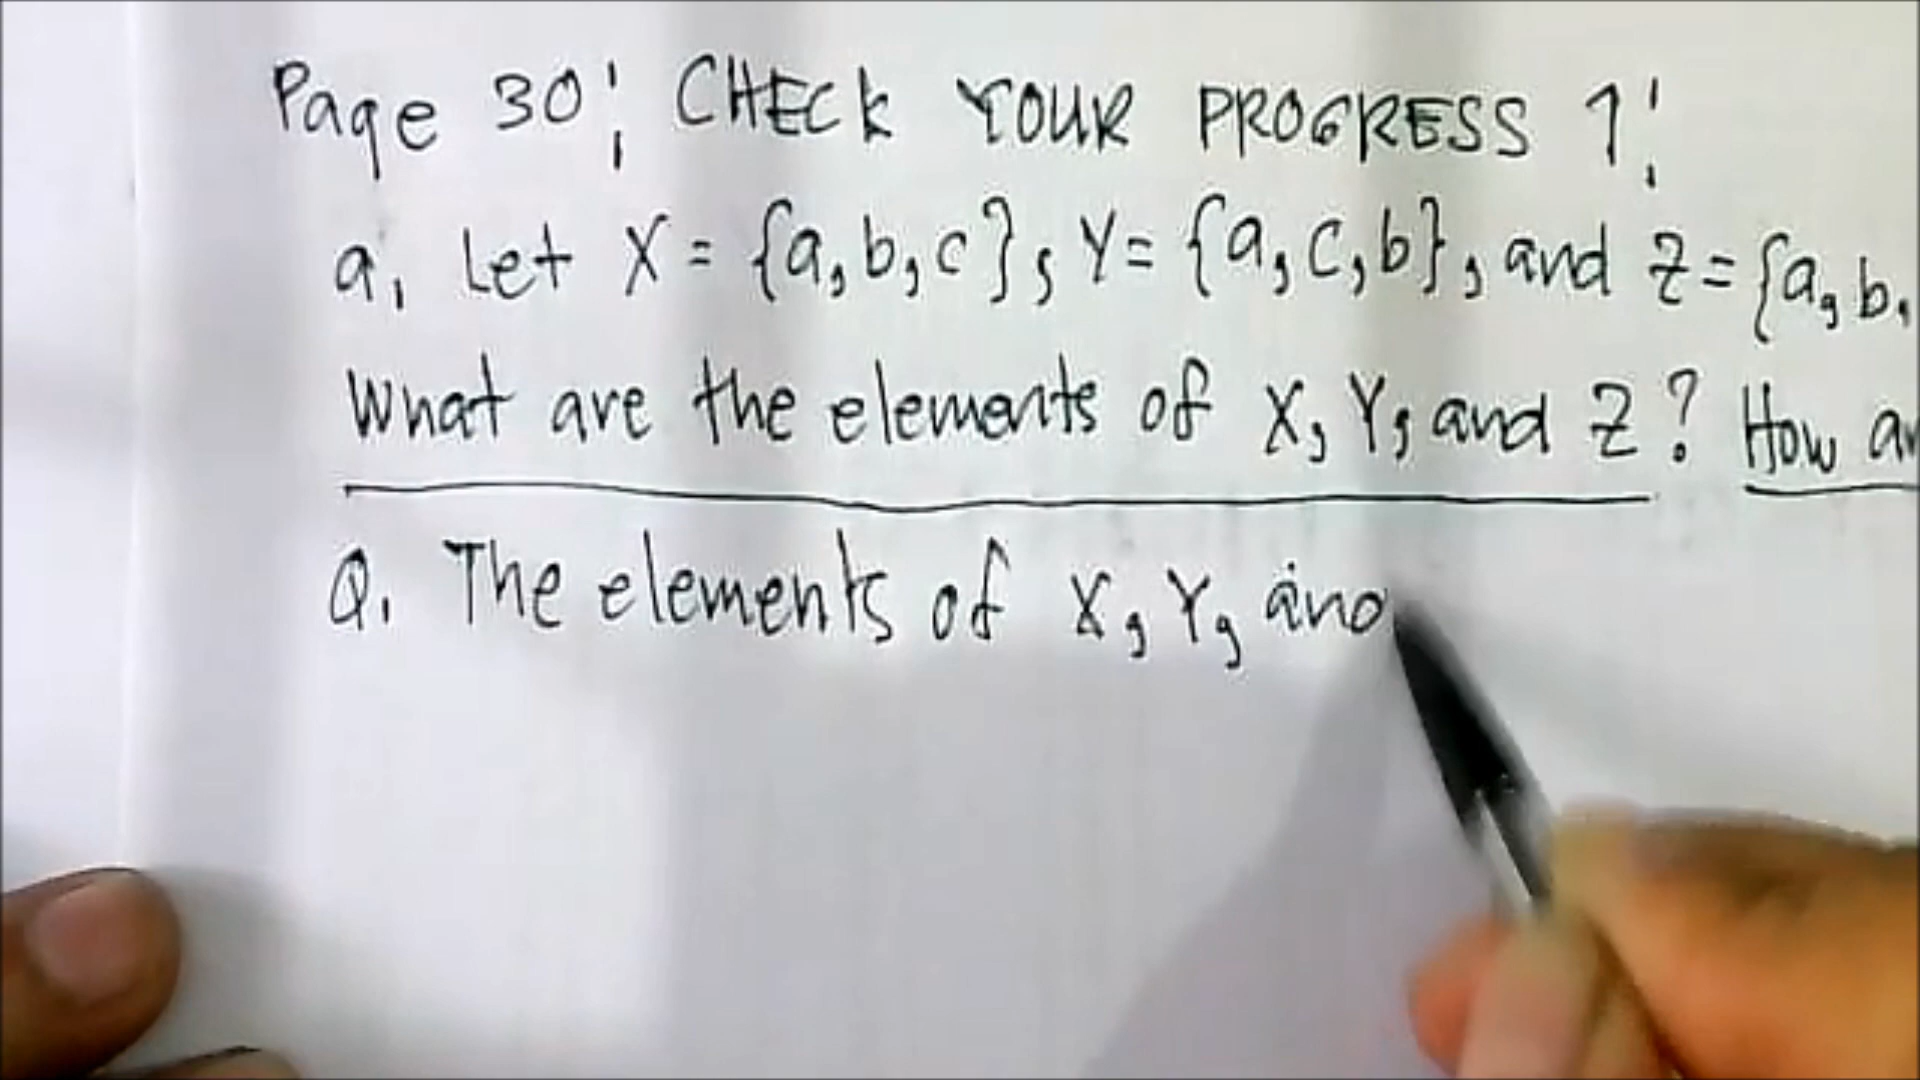 Page 30: CHECK YOUR PROGRESS 1:
a. Let X = {a, b, c}, Y = {a, c, b}, and Z = {a, b,
What are the elements of X, Y, and Z? How
Q. The elements of X, Y, and